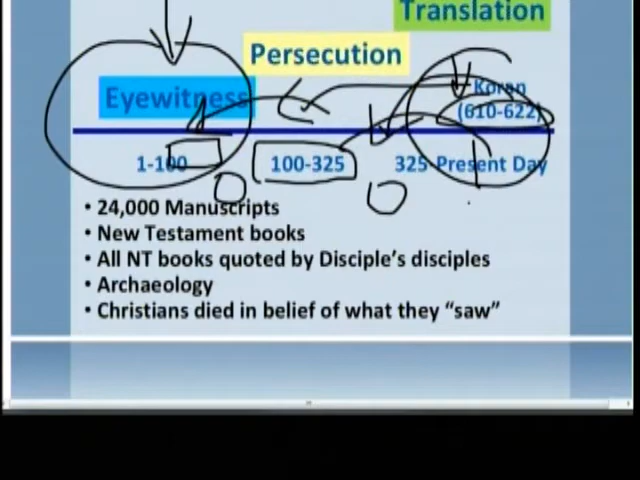 Translation
Persecution
Koran
Eyewitness
(610-622)
1-100 100-325 325 Present Day
• 24,000 Manuscripts
• New Testament books
• All NT books quoted by Disciple's disciples
• Archaeology
• Christians died in belief of what they “saw”